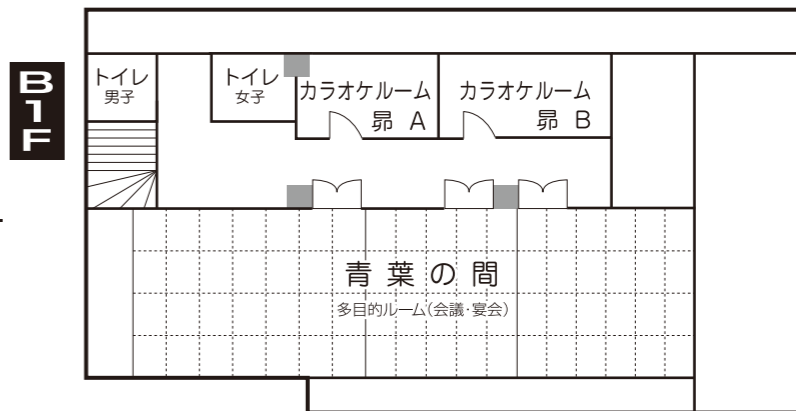 B1F
トイレ
男子
トイレ
女子
カラオケルーム
昴 A
カラオケルーム
昴 B
青葉の間
多目的ルーム(会議・宴会)